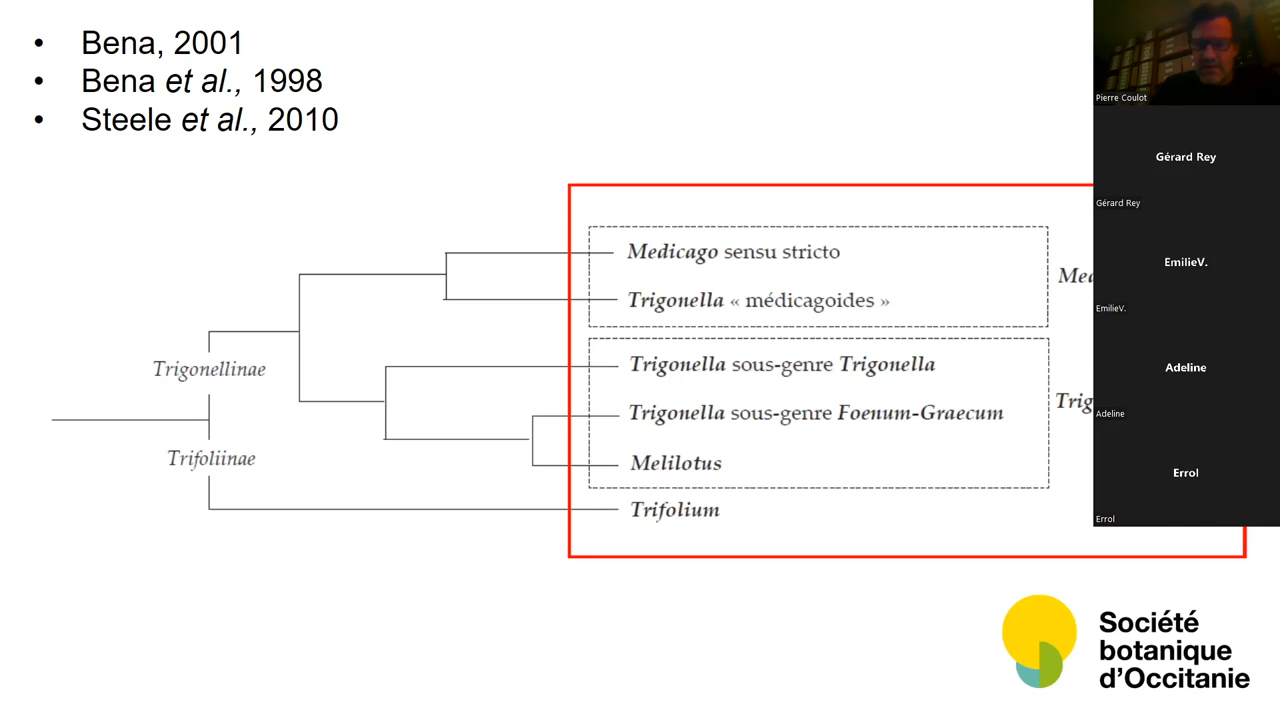 • Bena, 2001
• Bena et al., 1998
• Steele et al., 2010
Medicago sensu stricto
Trigonella « médicagoides »
Trigonellinae
Trigonella sous-genre Trigonella
Trigonella sous-genre Foenum-Graecum
Trifoliinae
Melilotus
Trifolium
Pierre Coulot
Gérard Rey
Gérard Rey
EmilieV.
EmilieV.
Adeline
Adeline
Errol
Errol
Société
botanique
d'Occitanie